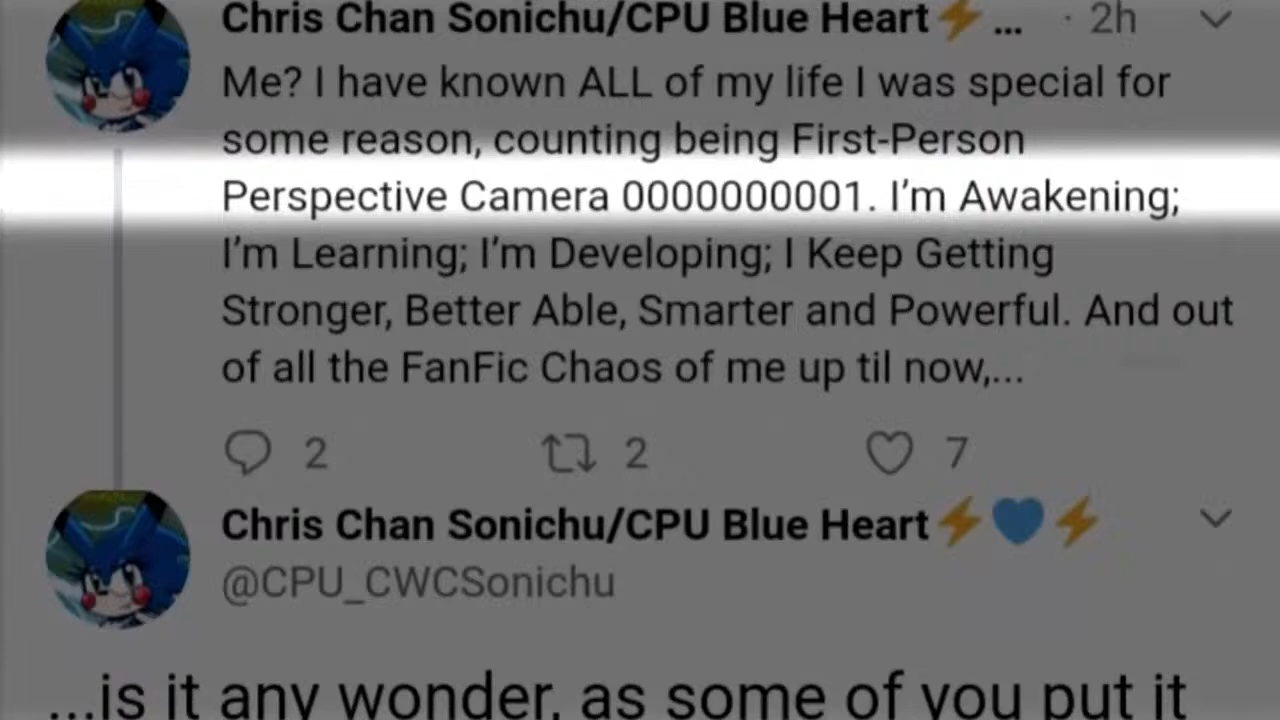 Chris Chan Sonichu/CPU Blue Heart⚡ ... · 2h
Me? I have known ALL of my life I was special for
some reason, counting being First-Person
Perspective Camera 0000000001. I'm Awakening;
I'm Learning; I'm Developing; I Keep Getting
Stronger, Better Able, Smarter and Powerful. And out
of all the FanFic Chaos of me up til now,...
2 2 7
Chris Chan Sonichu/CPU Blue Heart⚡💙⚡
@CPU_CWCSonichu
...is it any wonder, as some of you put it